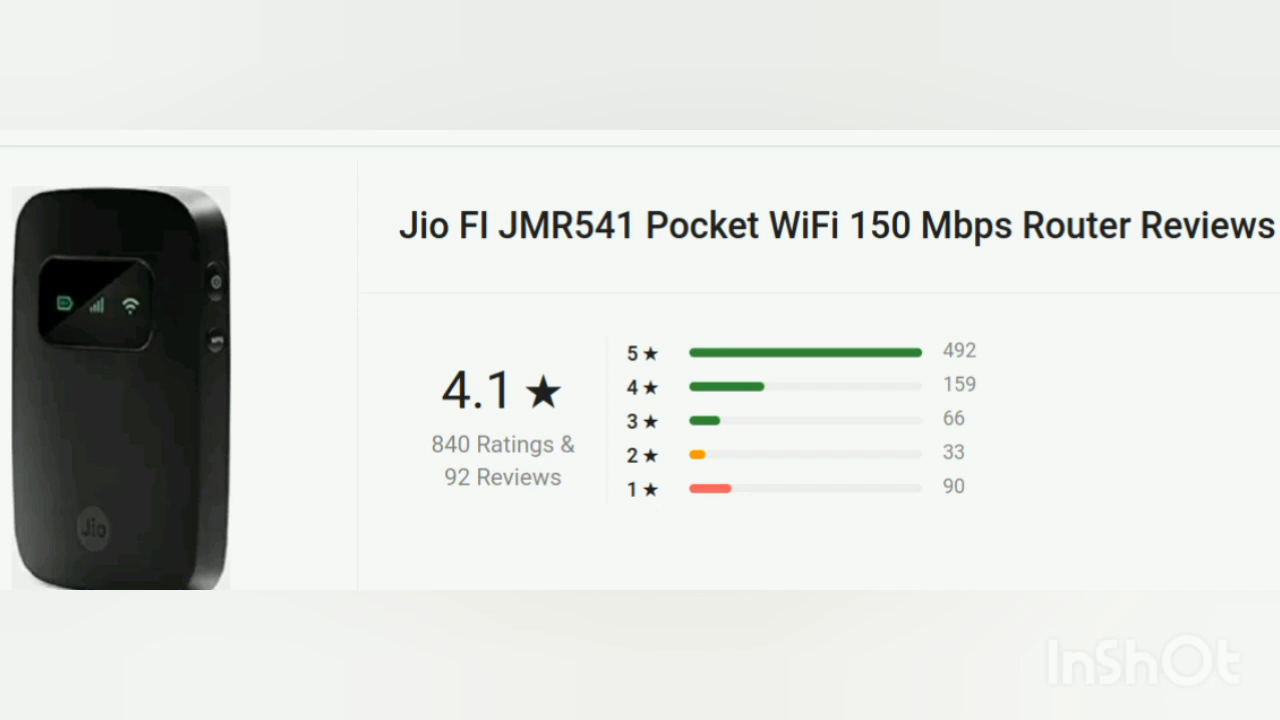 Jio FI JMR541 Pocket WiFi 150 Mbps Router Reviews
4.1 ★
840 Ratings &
92 Reviews
5 ★ 492
4 ★ 159
3 ★ 66
2 ★ 33
1 ★ 90
Jio
InShOt